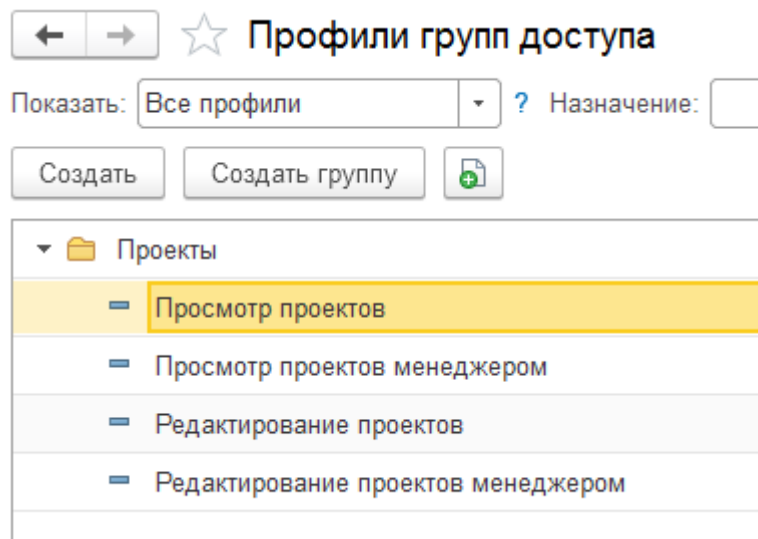 Профили групп доступа
Показать: Все профили ? Назначение:
Создать Создать группу
Проекты
Просмотр проектов
Просмотр проектов менеджером
Редактирование проектов
Редактирование проектов менеджером